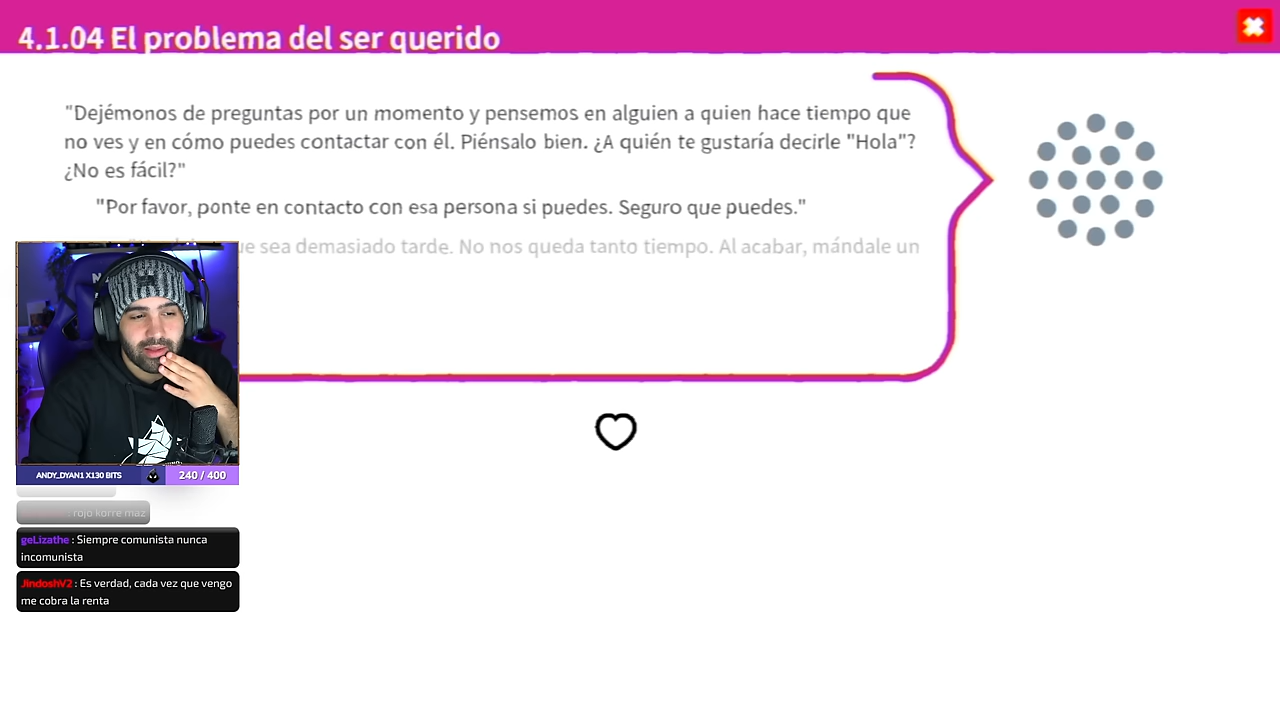 4.1.04 El problema del ser querido
"Dejémonos de preguntas por un momento y pensemos en alguien a quien hace tiempo que
no ves y en cómo puedes contactar con él. Piénsalo bien. ¿A quién te gustaría decirle "Hola"?
¿No es fácil?"
"Por favor, ponte en contacto con esa persona si puedes. Seguro que puedes."
sea demasiado tarde. No nos queda tanto tiempo. Al acabar, mándale un
ANDY_DYAN1 X130 BITS
240 / 400
: rojo korre maz
geLizathe : Siempre comunista nunca
incomunista
JindoshV2 : Es verdad, cada vez que vengo
me cobra la renta